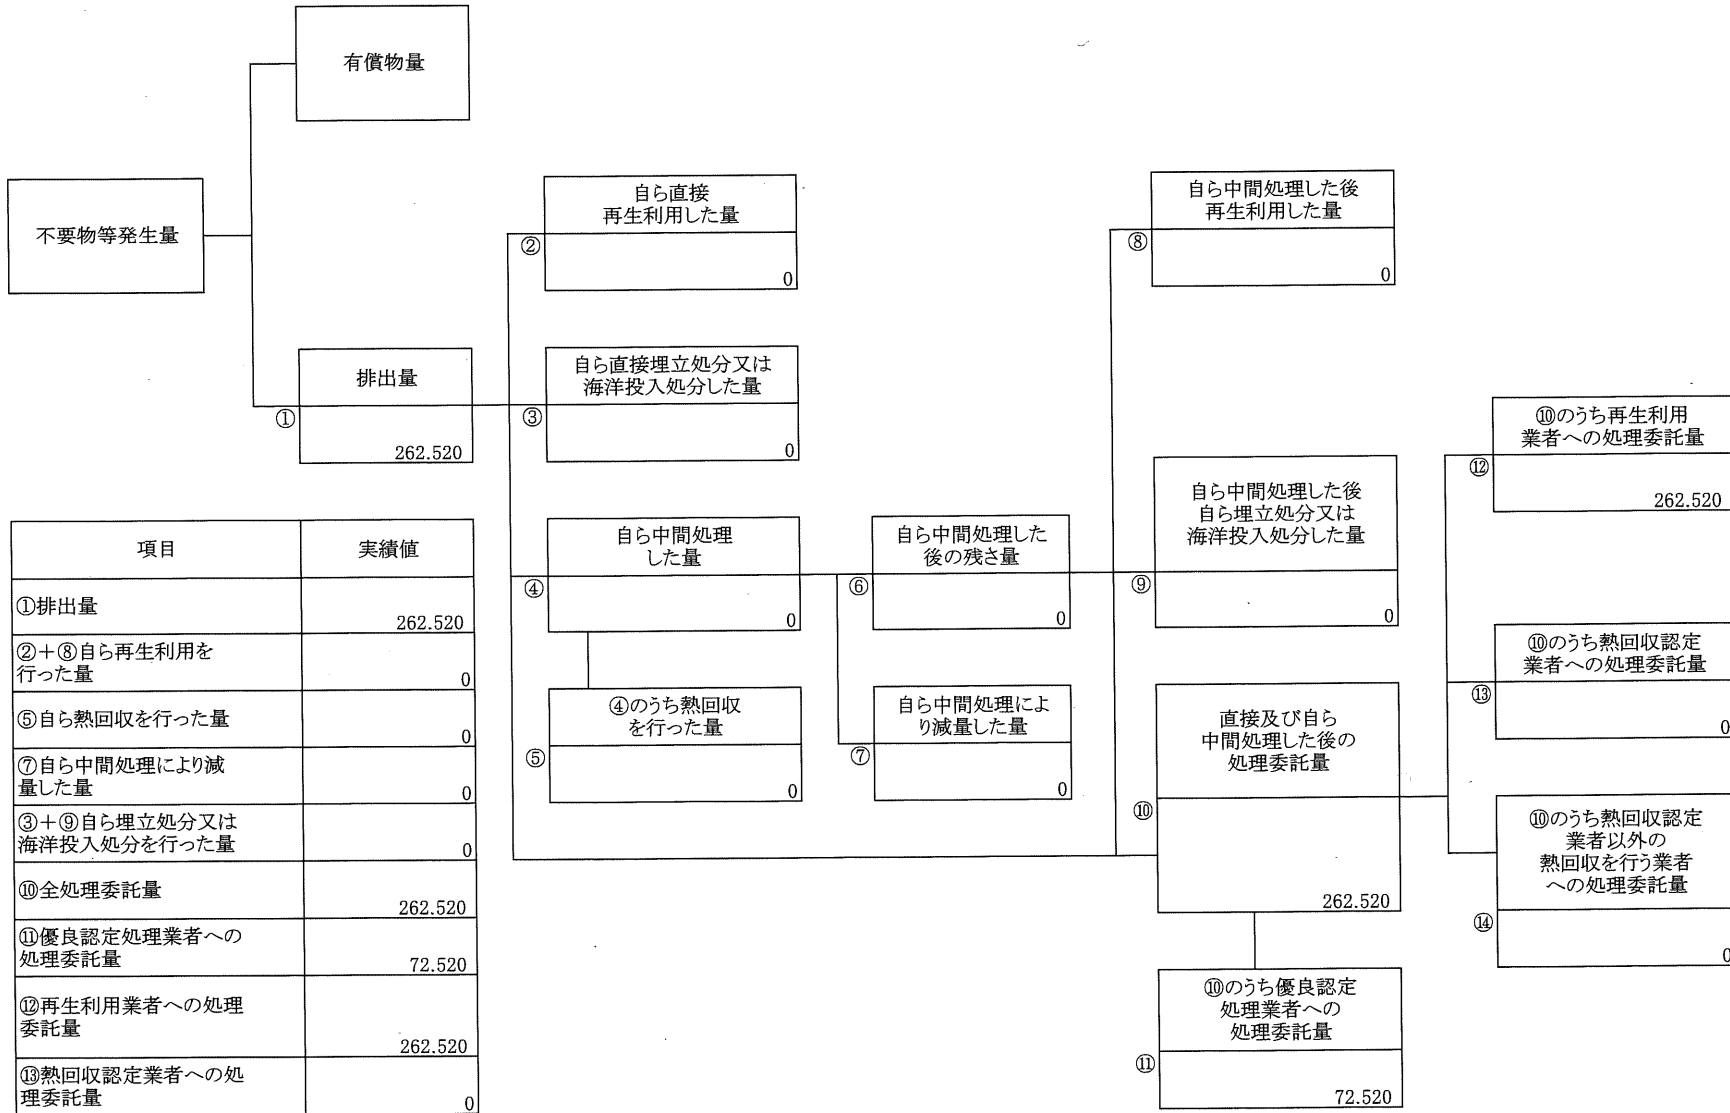 有償物量
不要物等発生量
排出量
①
262.520
自ら直接
再生利用した量
②
0
自ら直接埋立処分又は
海洋投入処分した量
③
0
自ら中間処理
した量
④
0
④のうち熱回収
を行った量
⑤
0
自ら中間処理した
後の残さ量
⑥
0
自ら中間処理によ
り減量した量
⑦
0
自ら中間処理した後
再生利用した量
⑧
0
自ら中間処理した後
自ら埋立処分又は
海洋投入処分した量
⑨
0
直接及び自ら
中間処理した後の
処理委託量
⑩
262.520
⑩のうち優良認定
処理業者への
処理委託量
⑪
72.520
⑩のうち再生利用
業者への処理委託量
⑫
262.520
⑩のうち熱回収認定
業者への処理委託量
⑬
0
⑩のうち熱回収認定
業者以外の
熱回収を行う業者
への処理委託量
⑭
0
項目 実績値
①排出量
262.520
②+⑧自ら再生利用を
行った量
0
⑤自ら熱回収を行った量
0
⑦自ら中間処理により減
量した量
0
③+⑨自ら埋立処分又は
海洋投入処分を行った量
0
⑩全処理委託量
262.520
⑪優良認定処理業者への
処理委託量
72.520
⑫再生利用業者への処理
委託量
262.520
⑬熱回収認定業者への処
理委託量
0